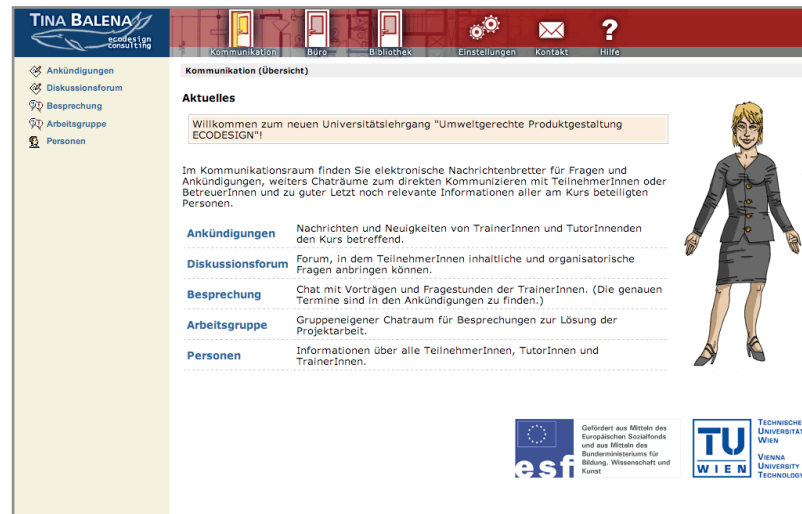 TINA BALENA
ecodesign
consulting
Kommunikation
Büro
Bibliothek
Einstellungen
Kontakt
?
Hilfe
Ankündigungen
Diskussionsforum
Besprechung
Arbeitsgruppe
Personen
Kommunikation (Übersicht)
Aktuelles
Willkommen zum neuen Universitätslehrgang "Umweltgerechte Produktgestaltung
ECODESIGN"!
Im Kommunikationsraum finden Sie elektronische Nachrichtenbretter für Fragen und
Ankündigungen, weiters Chaträume zum direkten Kommunizieren mit TeilnehmerInnen oder
BetreuerInnen und zu guter Letzt noch relevante Informationen aller am Kurs beteiligten
Personen.
Ankündigungen
Nachrichten und Neuigkeiten von TrainerInnen und TutorInnenden
den Kurs betreffend.
Diskussionsforum
Forum, in dem TeilnehmerInnen inhaltliche und organisatorische
Fragen anbringen können.
Besprechung
Chat mit Vorträgen und Fragestunden der TrainerInnen. (Die genauen
Termine sind in den Ankündigungen zu finden.)
Arbeitsgruppe
Gruppeneigener Chatraum für Besprechungen zur Lösung der
Projektarbeit.
Personen
Informationen über alle TeilnehmerInnen, TutorInnen und
TrainerInnen.
esf
Gefördert aus Mitteln des
Europäischen Sozialfonds
und aus Mitteln des
Bunderministeriums für
Bildung, Wissenschaft und
Kunst
TU
WIEN
TECHNISCHE
UNIVERSITÄT
WIEN
VIENNA
UNIVERSITY
TECHNOLOGY